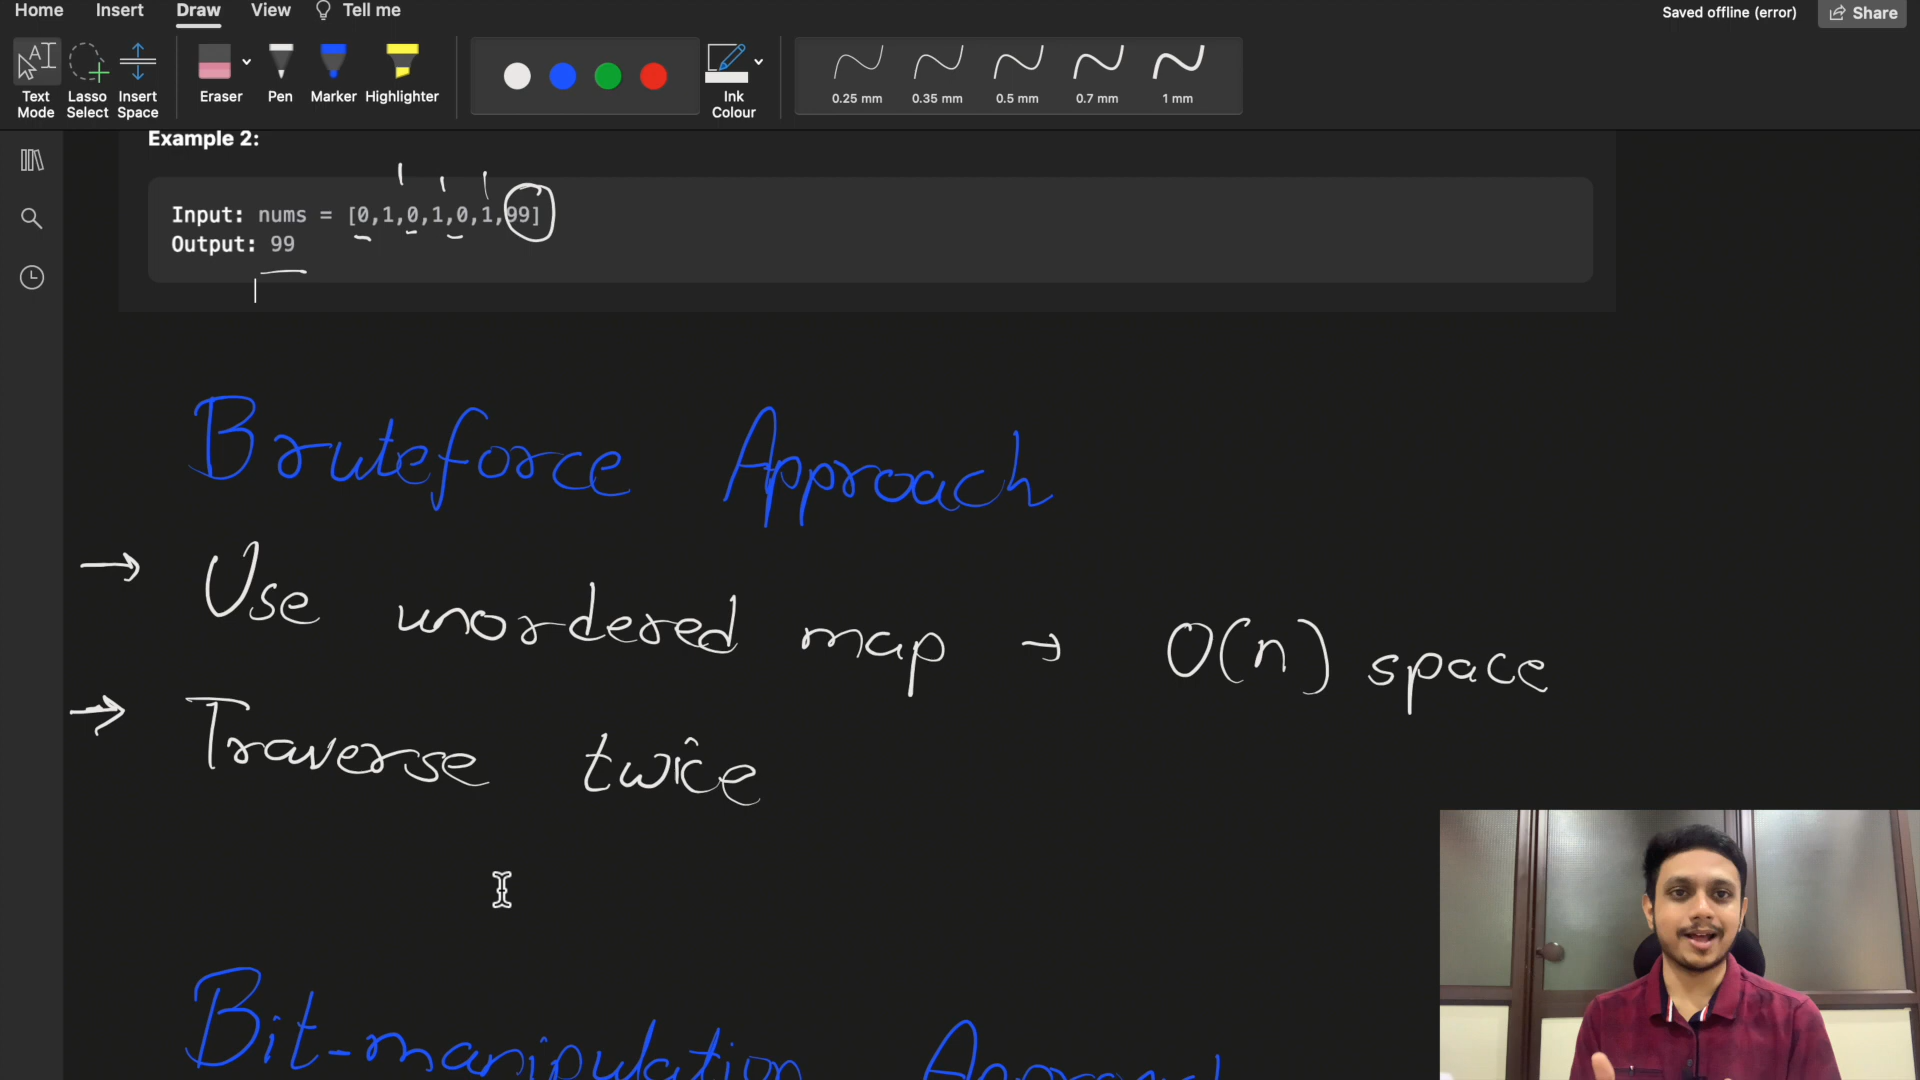 Home Insert Draw View Tell me Saved offline (error) Share
Text Mode Lasso Select Insert Space Eraser Pen Marker Highlighter Ink Colour 0.25 mm 0.35 mm 0.5 mm 0.7 mm 1 mm
Example 2:
Input: nums = [0,1,0,1,0,1,99]
Output: 99
Bruteforce Approach
→ Use unordered map → O(n) space
→ Traverse twice
Bit-manipulation Approach